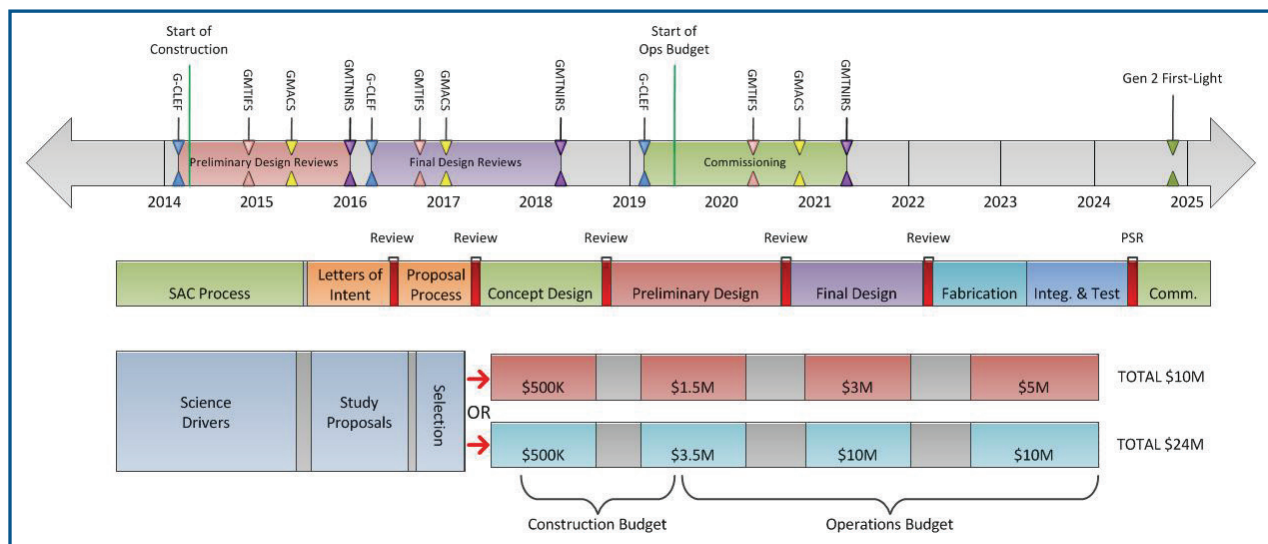 Start of
Construction
Start of
Ops Budget
G-CLEF
GMTIFS
GMACS
GMTNIRS
G-CLEF
GMTIFS
GMACS
GMTNIRS
G-CLEF
GMTIFS
GMACS
GMTNIRS
Gen 2 First-Light
Preliminary Design Reviews
Final Design Reviews
Commissioning
2014
2015
2016
2017
2018
2019
2020
2021
2022
2023
2024
2025
Review
Review
Review
Review
Review
PSR
SAC Process
Letters of
Intent
Proposal
Process
Concept Design
Preliminary Design
Final Design
Fabrication
Integ. & Test
Comm.
Science
Drivers
Study
Proposals
Selection
OR
$500K
$1.5M
$3M
$5M
TOTAL $10M
$500K
$3.5M
$10M
$10M
TOTAL $24M
Construction Budget
Operations Budget